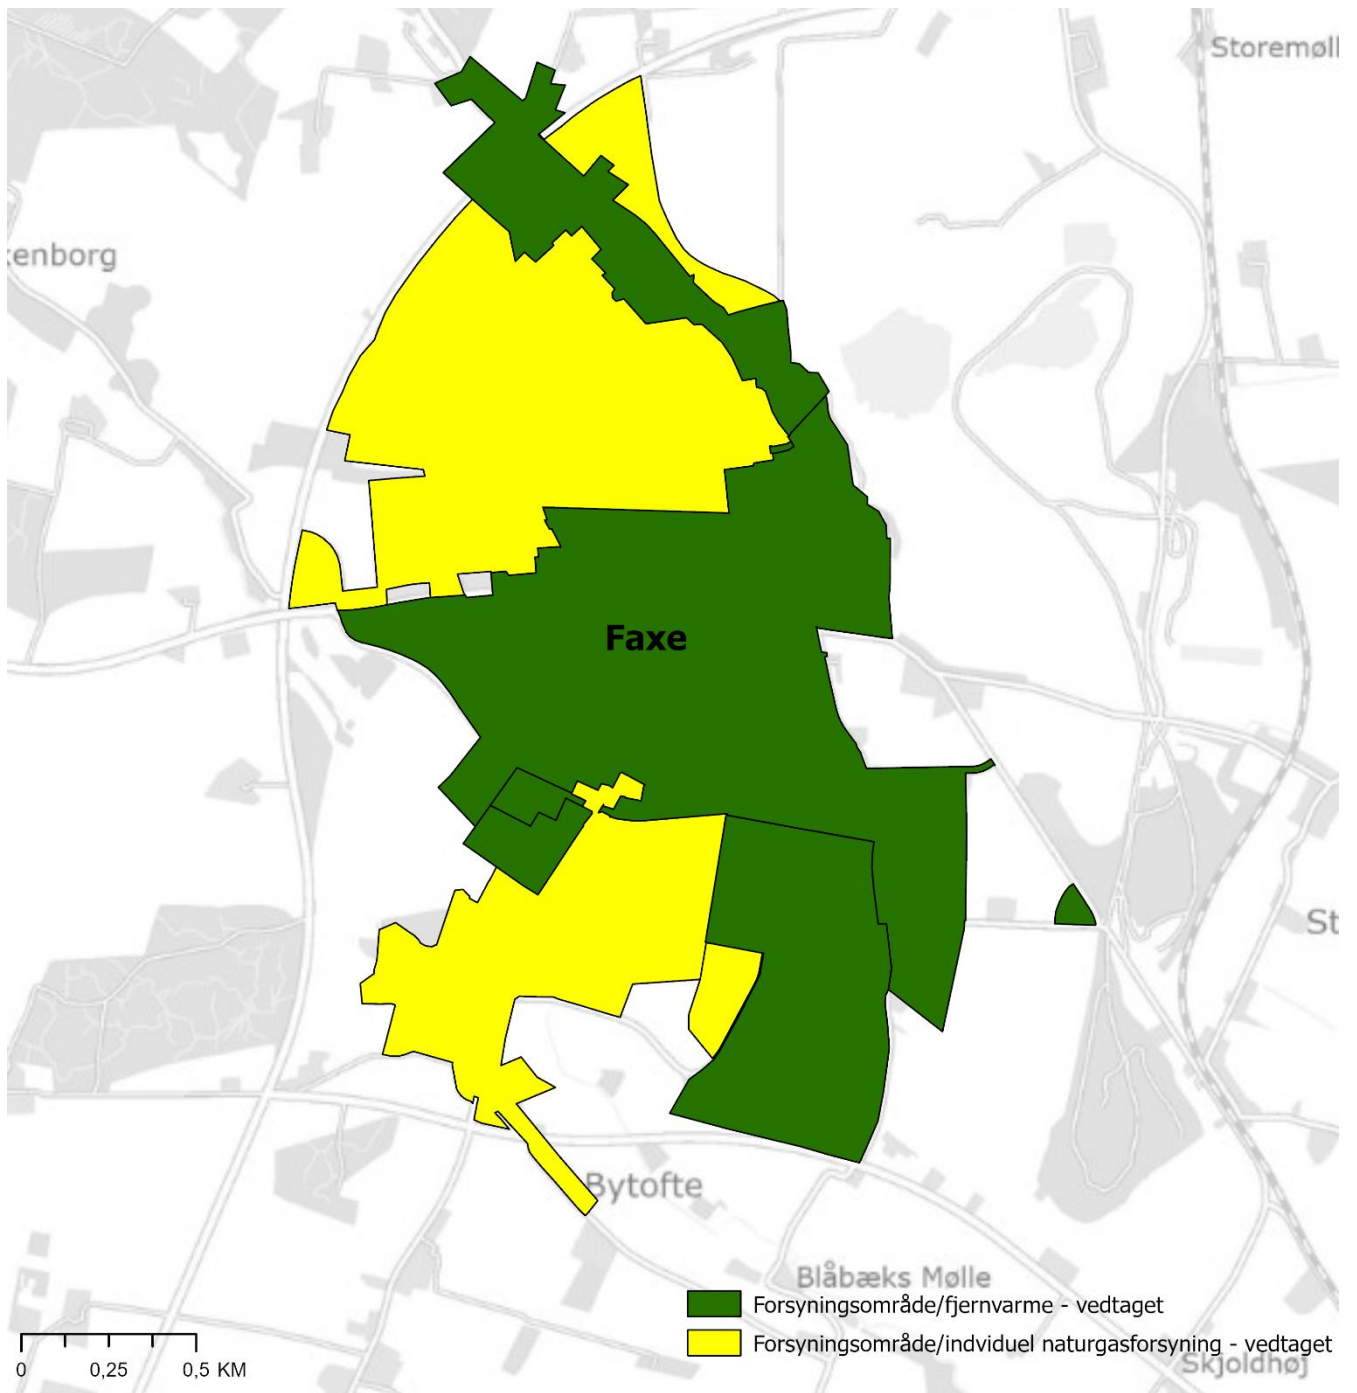 Storemøll
kenborg
Faxe
St
Bytofte
Blåbæks Mølle
Forsyningsområde/fjernvarme - vedtaget
Forsyningsområde/indviduel naturgasforsyning - vedtaget
0 0,25 0,5 KM
Skjoldhøj